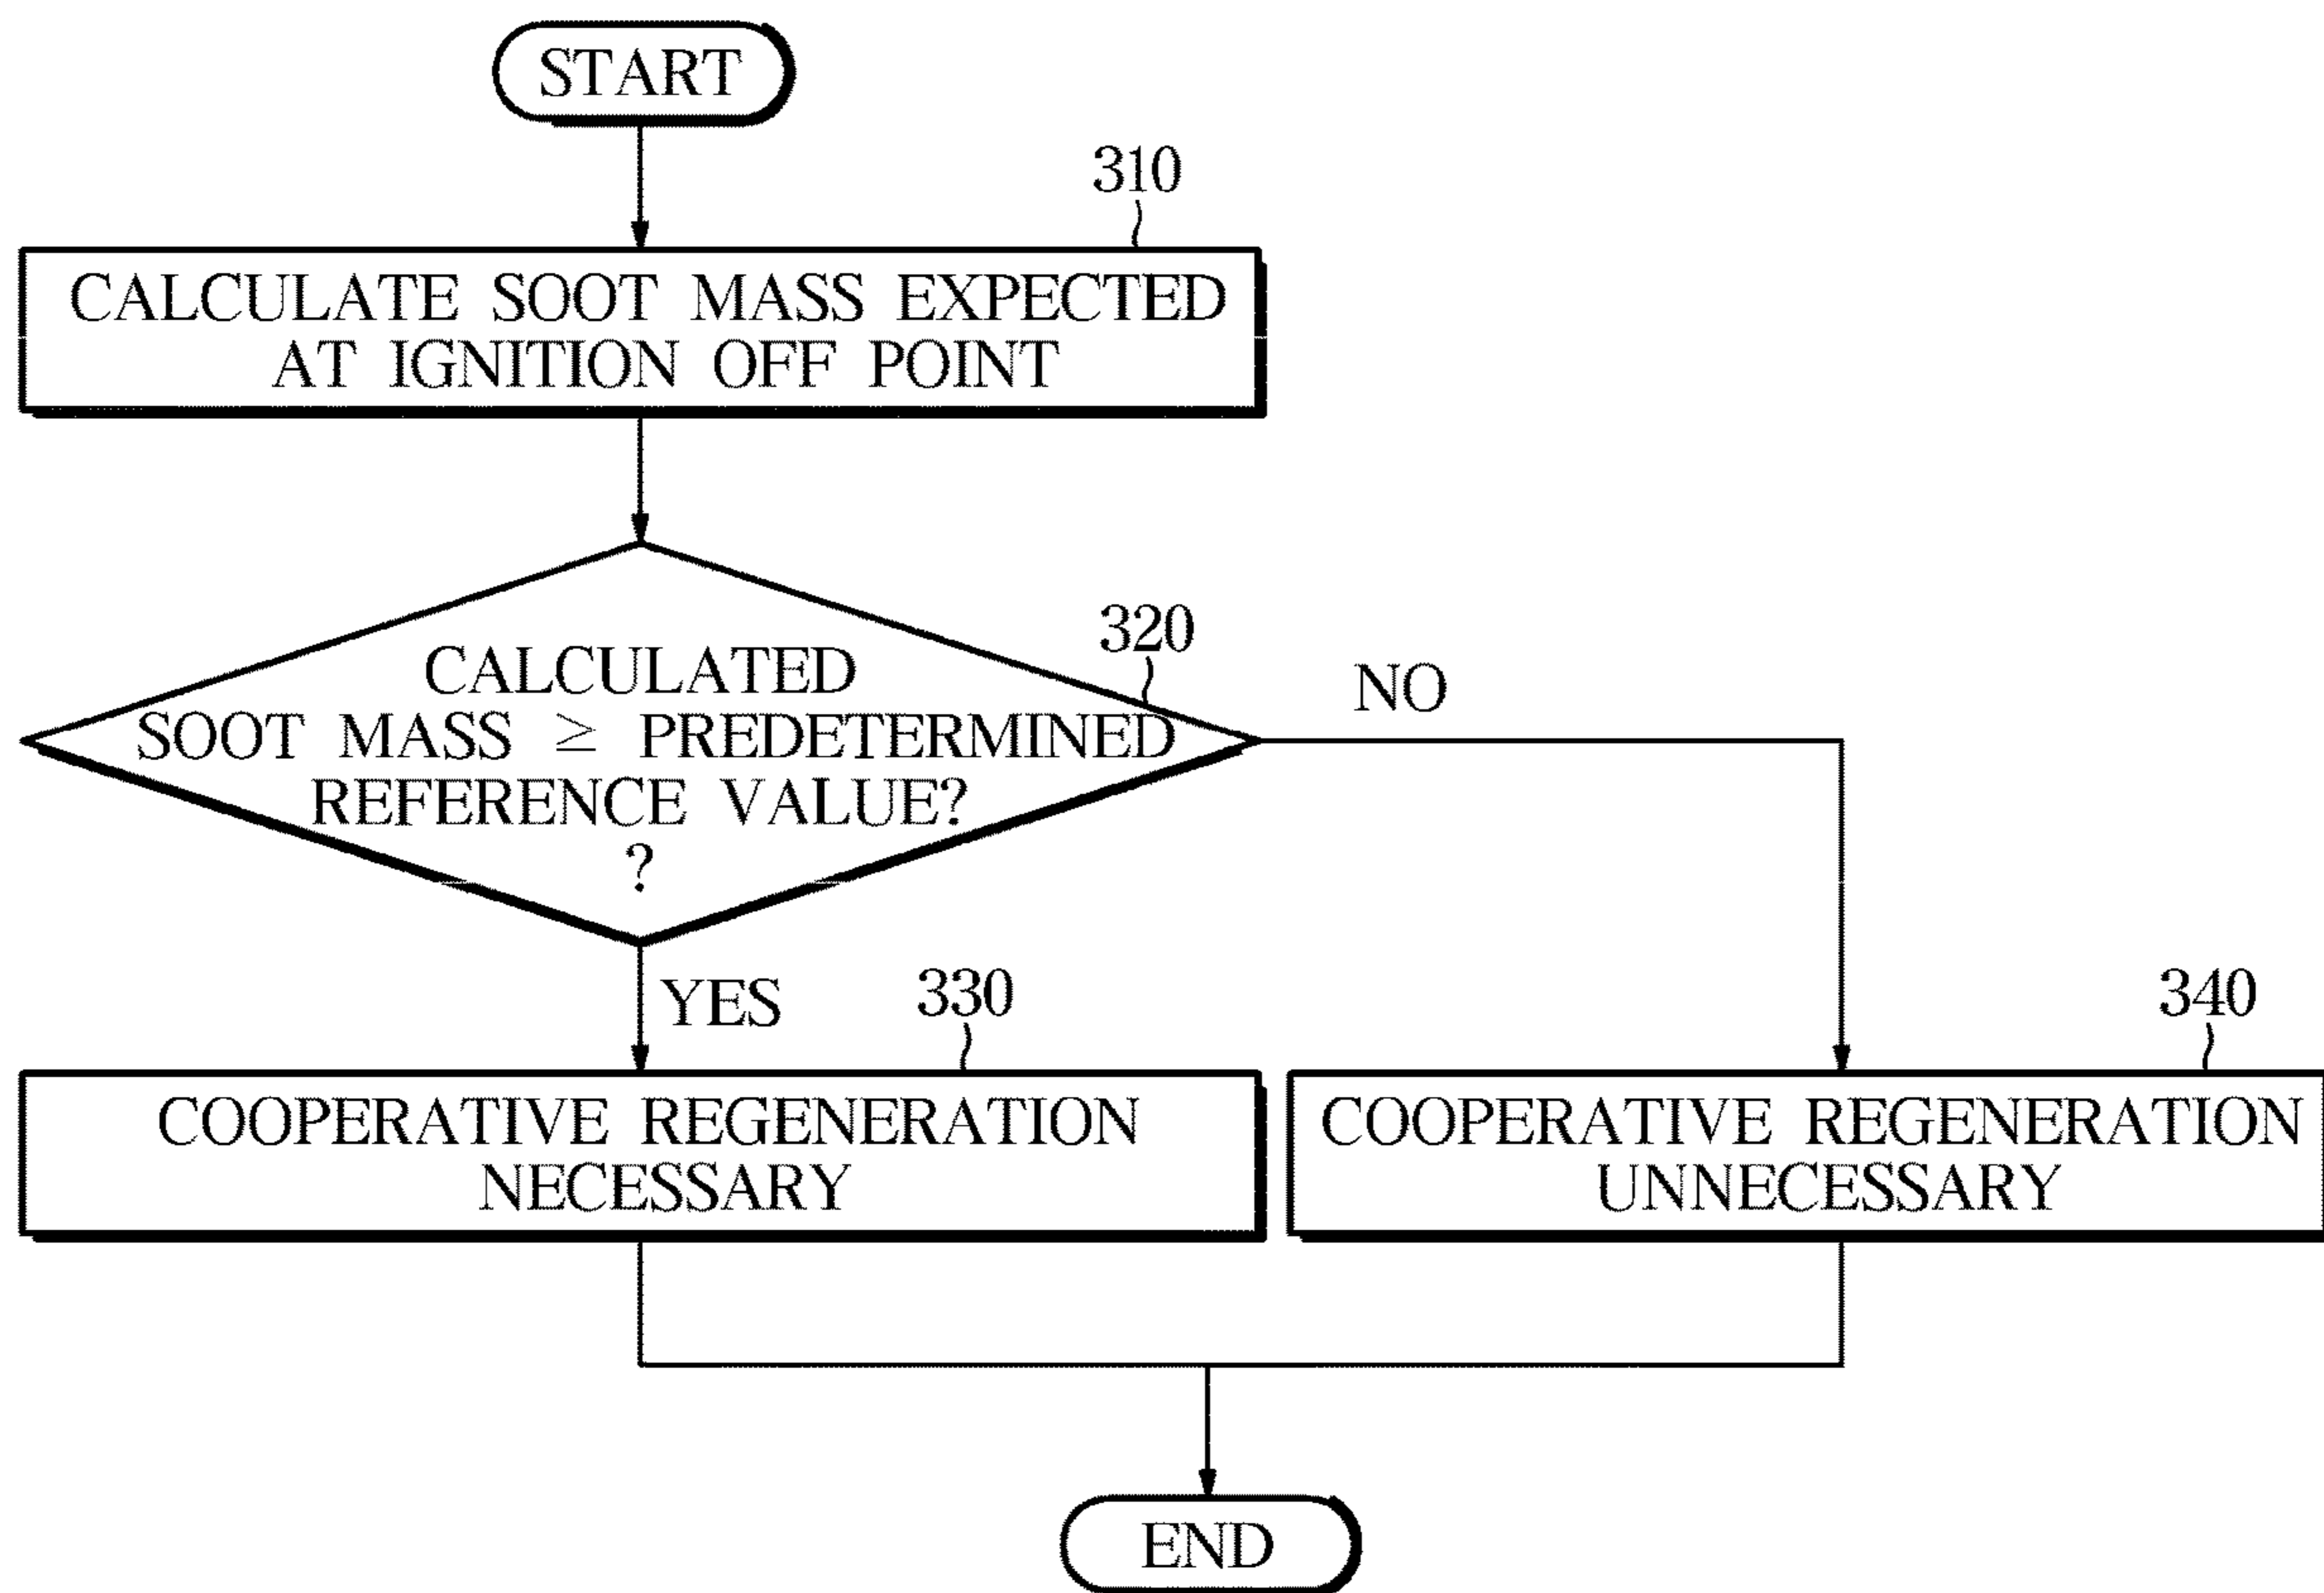 START
310
CALCULATE SOOT MASS EXPECTED
AT IGNITION OFF POINT
320
CALCULATED
SOOT MASS ≥ PREDETERMINED
REFERENCE VALUE?
?
NO
YES
330
COOPERATIVE REGENERATION
NECESSARY
340
COOPERATIVE REGENERATION
UNNECESSARY
END